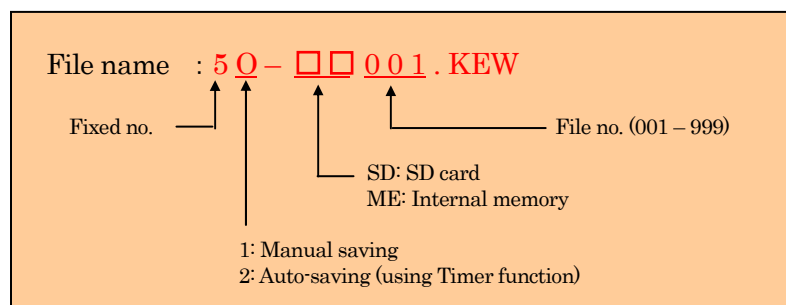 File name : 5 O – □□ 0 0 1 . KEW
Fixed no.
File no. (001 – 999)
SD: SD card
ME: Internal memory
1: Manual saving
2: Auto-saving (using Timer function)